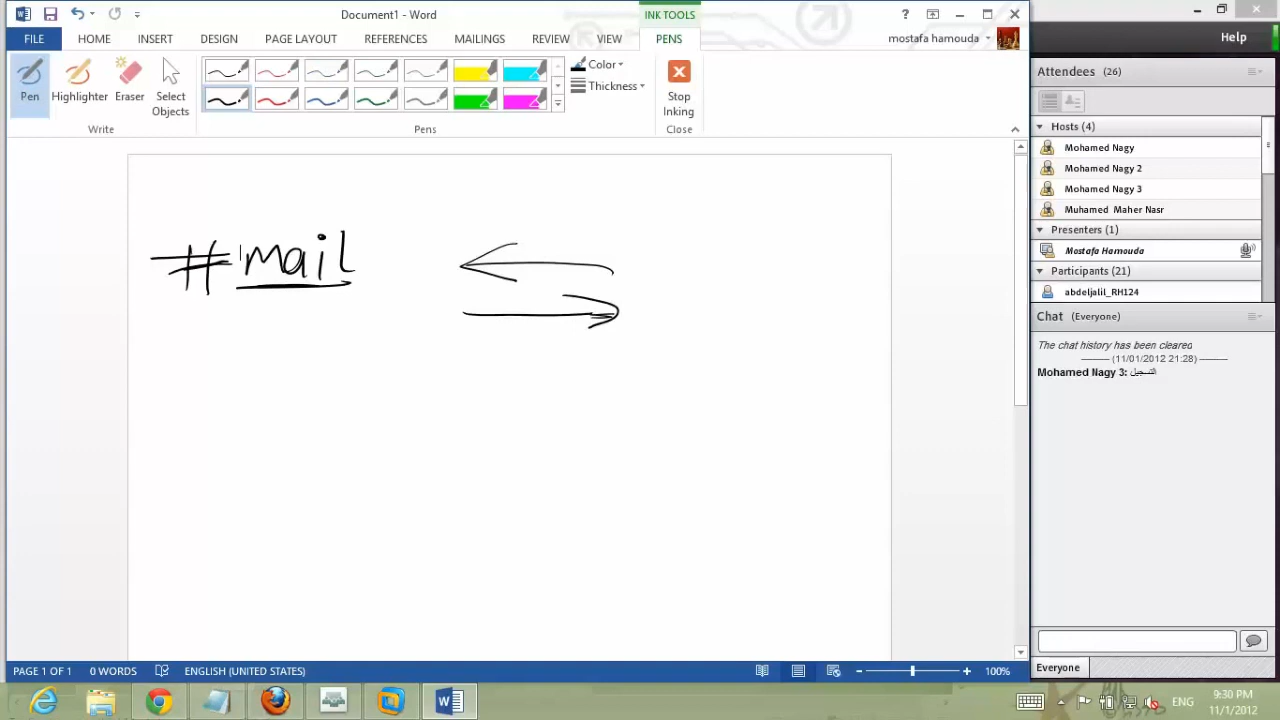 Document1 - Word
INK TOOLS
?
FILE
HOME
INSERT
DESIGN
PAGE LAYOUT
REFERENCES
MAILINGS
REVIEW
VIEW
PENS
mostafa hamouda
Help
Pen
Highlighter
Eraser
Select
Objects
Color
Thickness
Stop
Inking
Write
Pens
Close
Attendees (26)
Hosts (4)
Mohamed Nagy
Mohamed Nagy 2
Mohamed Nagy 3
Muhamed Maher Nasr
Presenters (1)
Mostafa Hamouda
Participants (21)
abdeljalil_RH124
Chat (Everyone)
The chat history has been cleared
(11/01/2012 21:28)
Mohamed Nagy 3: التسجيل
#mail
Everyone
PAGE 1 OF 1
0 WORDS
ENGLISH (UNITED STATES)
100%
ENG
9:30 PM
11/1/2012